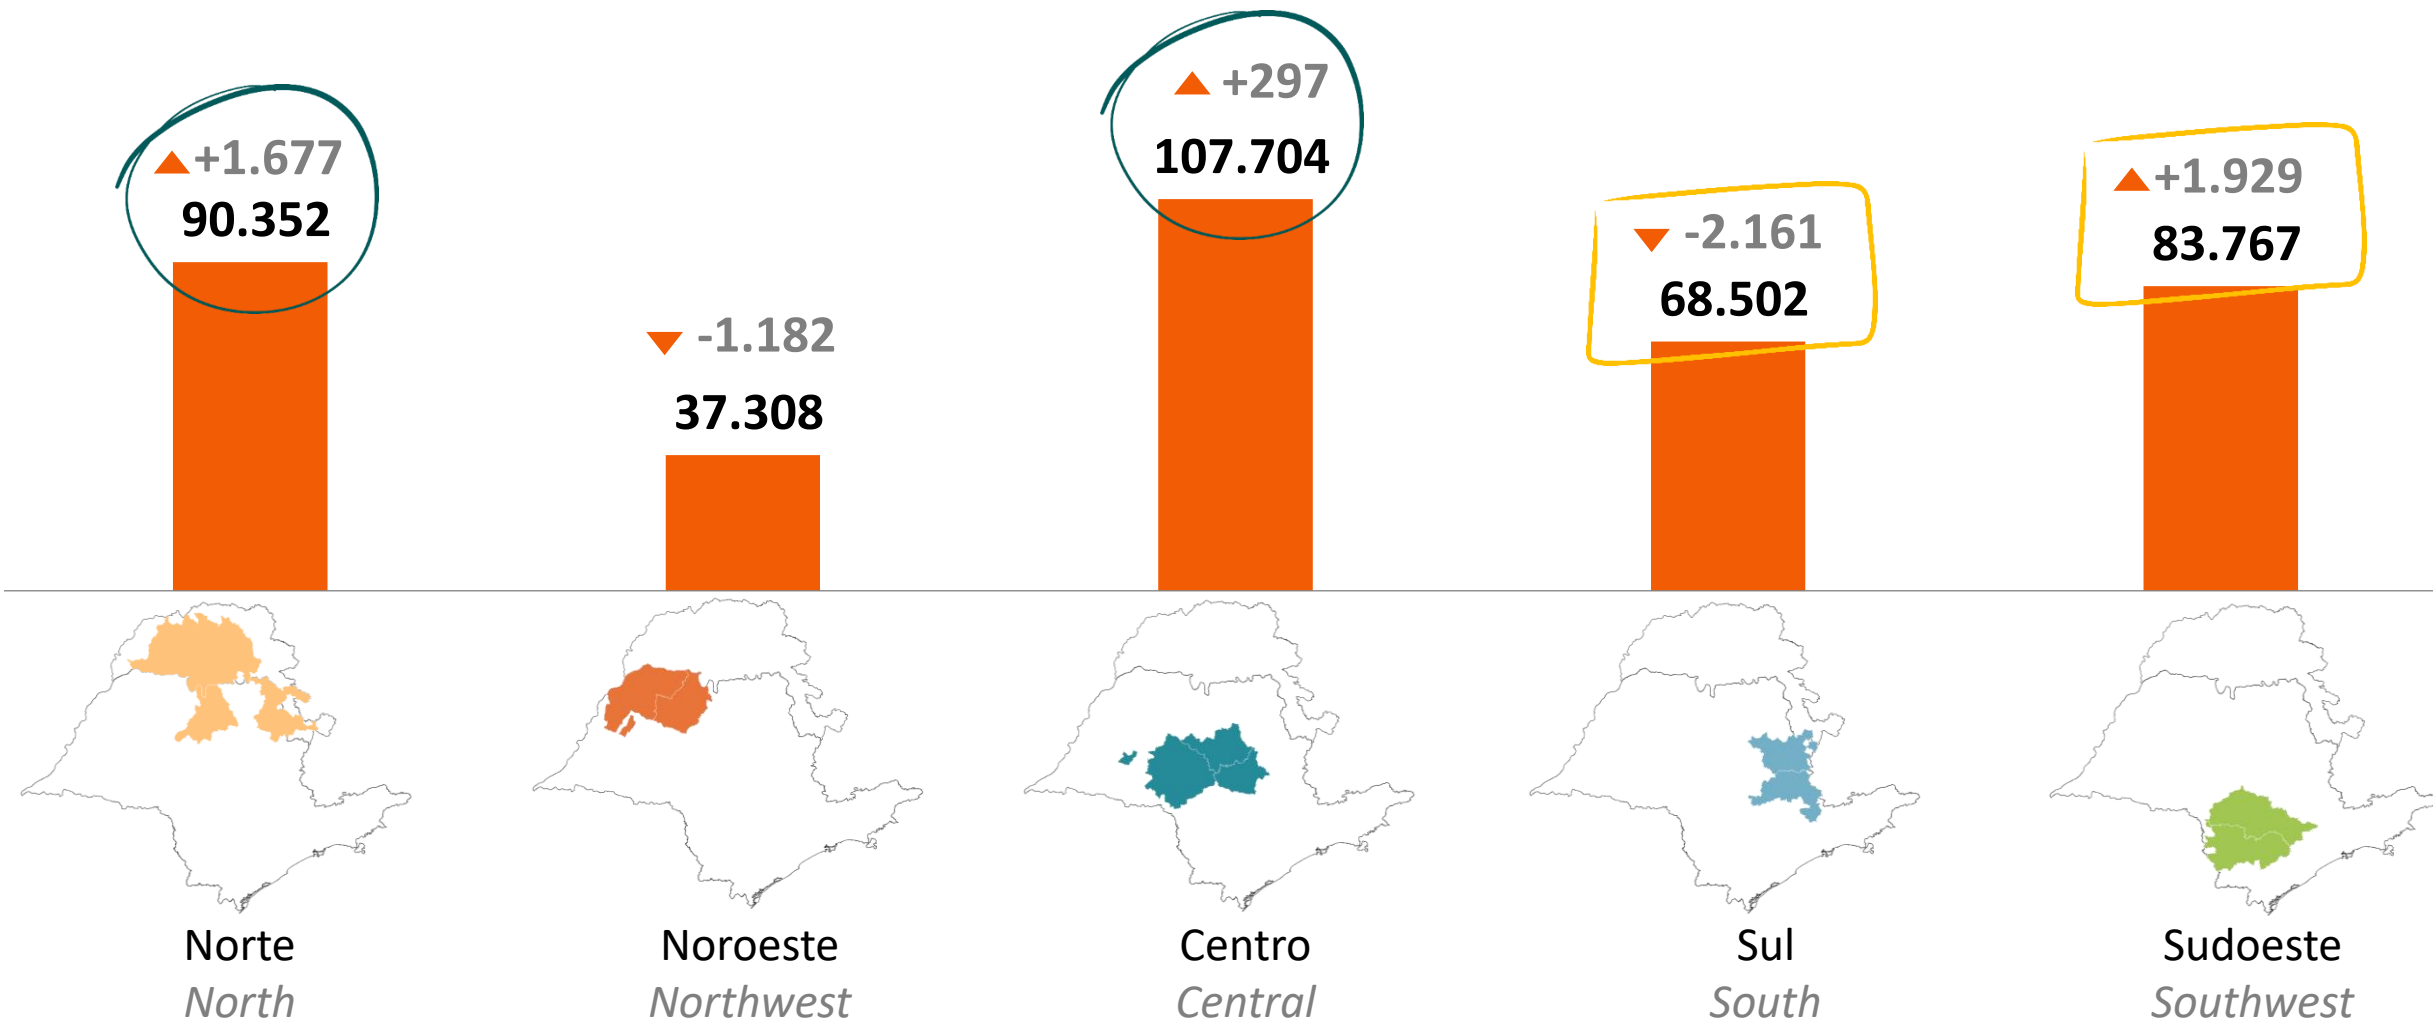 +1.677
90.352
-1.182
37.308
+297
107.704
-2.161
68.502
+1.929
83.767
Norte
North
Noroeste
Northwest
Centro
Central
Sul
South
Sudoeste
Southwest